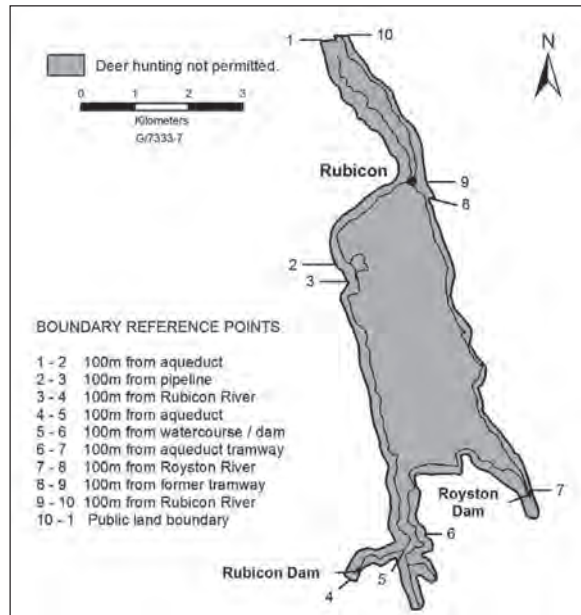 1
10
N
Deer hunting not permitted.
0 1 2 3
Kilometers
G/7333-7
Rubicon
9
8
2
3
BOUNDARY REFERENCE POINTS
1 - 2 100m from aqueduct
2 - 3 100m from pipeline
3 - 4 100m from Rubicon River
4 - 5 100m from aqueduct
5 - 6 100m from watercourse / dam
6 - 7 100m from aqueduct tramway
7 - 8 100m from Royston River
8 - 9 100m from former tramway
9 - 10 100m from Rubicon River
10 - 1 Public land boundary
7
Royston
Dam
6
Rubicon Dam
5
4